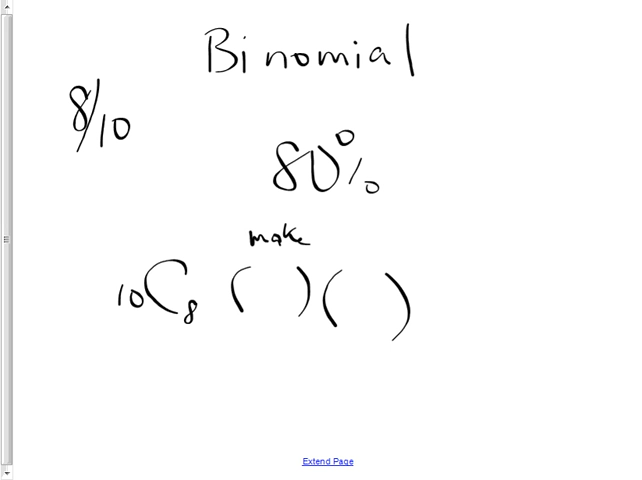 Binomial
8/10
80%
make
10C8 ( )( )
Extend Page